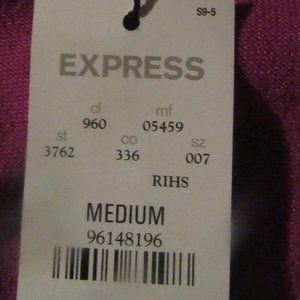 S9-5
EXPRESS
cl mf
960 05459
st co sz
3762 336 007
RIHS
MEDIUM
96148196